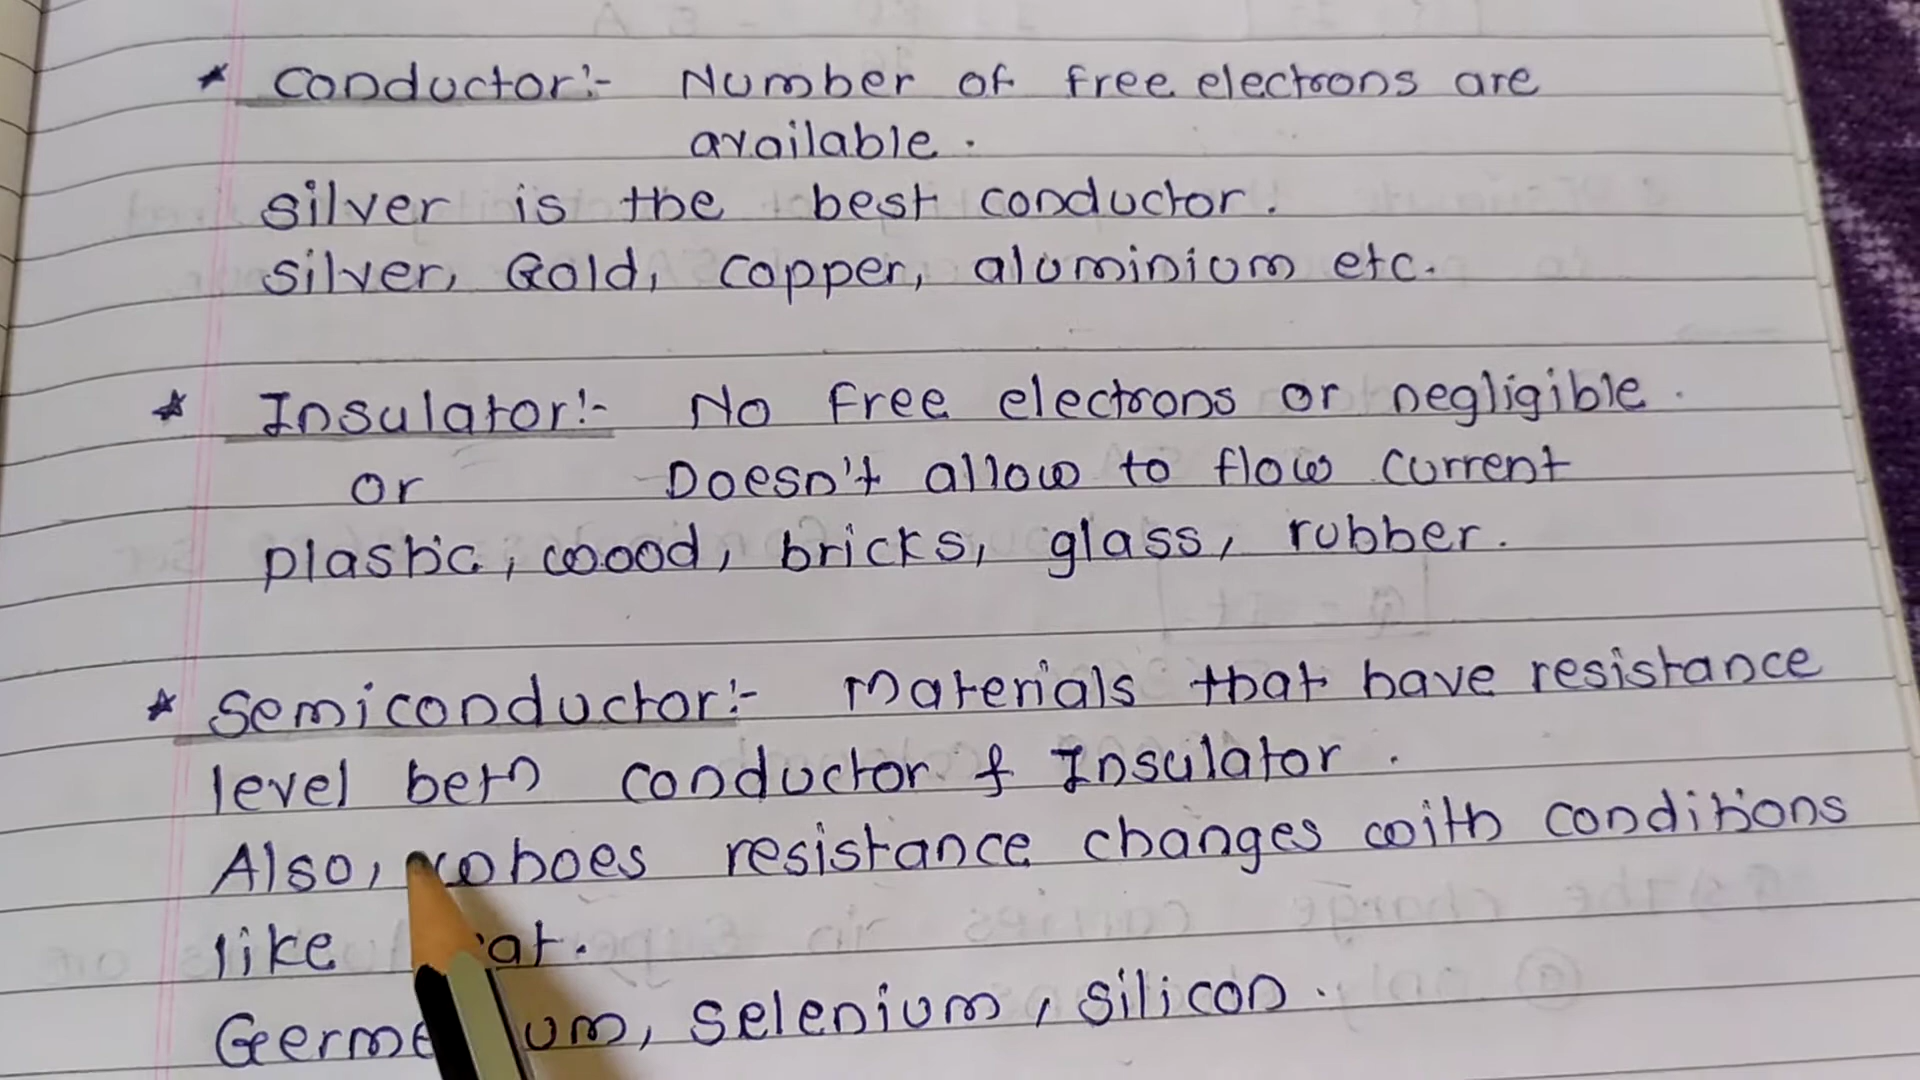 * Conductor:- Number of free electrons are
available.
silver is the best conductor.
silver, Gold, copper, aluminium etc.
* Insulator:- No free electrons or negligible.
or Doesn't allow to flow current
plastic, wood, bricks, glass, rubber.
* Semiconductor:- Materials that have resistance
level betn conductor & Insulator.
Also, whoes resistance changes with conditions
like
selenium, silicon.